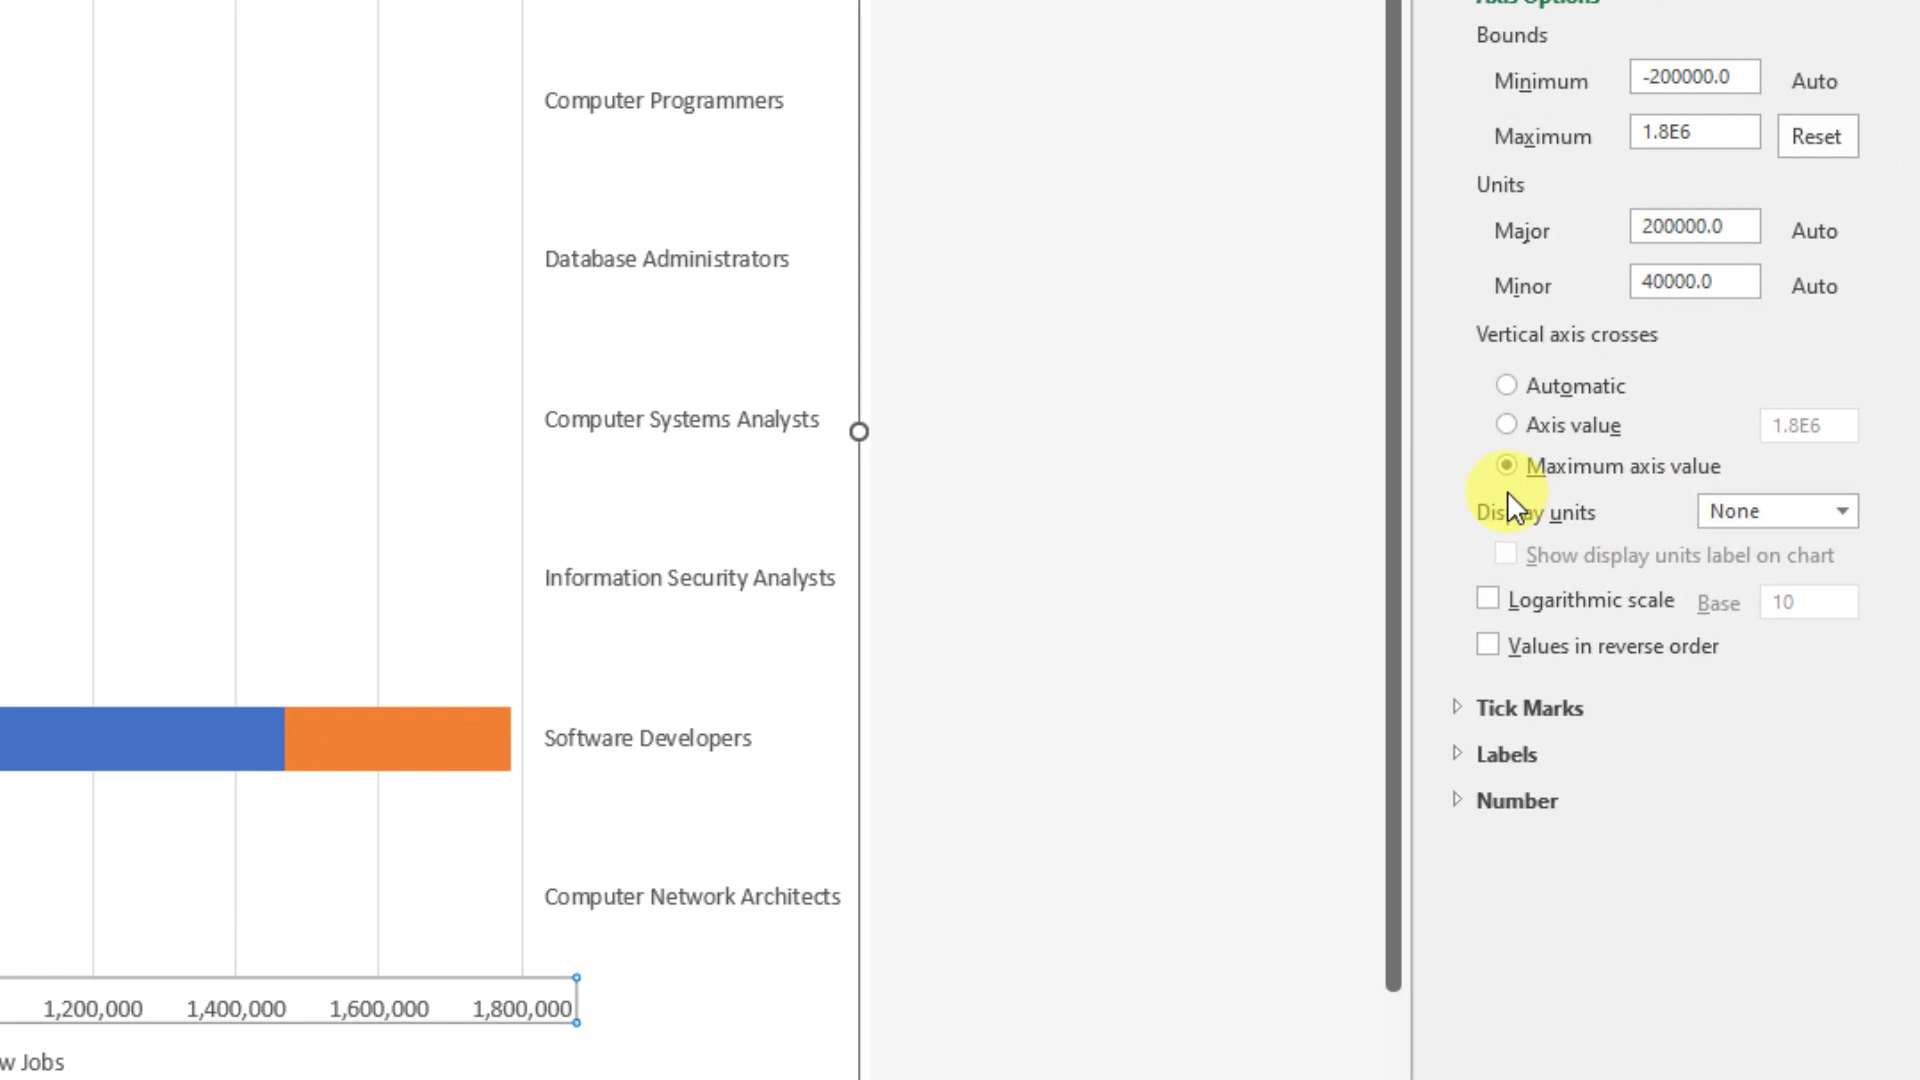 Computer Programmers
Database Administrators
Computer Systems Analysts
Information Security Analysts
Software Developers
Computer Network Architects
1,200,000 1,400,000 1,600,000 1,800,000
w Jobs
Axis Options
Bounds
Minimum -200000.0 Auto
Maximum 1.8E6 Reset
Units
Major 200000.0 Auto
Minor 40000.0 Auto
Vertical axis crosses
Automatic
Axis value 1.8E6
Maximum axis value
Display units None
Show display units label on chart
Logarithmic scale Base 10
Values in reverse order
Tick Marks
Labels
Number